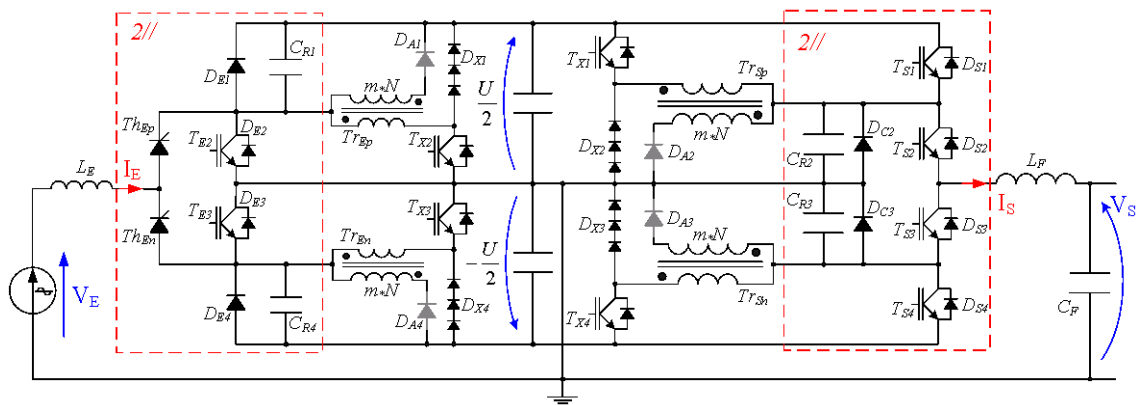 2//
C_R1
D_E1
D_A1
D_X1
m*N
Tr_Ep
Th_Ep
D_E2
T_E2
T_X2
U/2
L_E
I_E
D_E3
T_E3
T_X3
Th_En
Tr_En
m*N
-U/2
V_E
D_E4
C_R4
D_A4
D_X4
2//
T_X1
Tr_Sp
T_S1
D_S1
m*N
D_X2
D_A2
C_R2
D_C2
T_S2
D_S2
L_F
I_S
V_S
C_R3
D_C3
T_S3
D_S3
D_X3
D_A3
m*N
Tr_Sn
T_X4
T_S4
D_S4
C_F